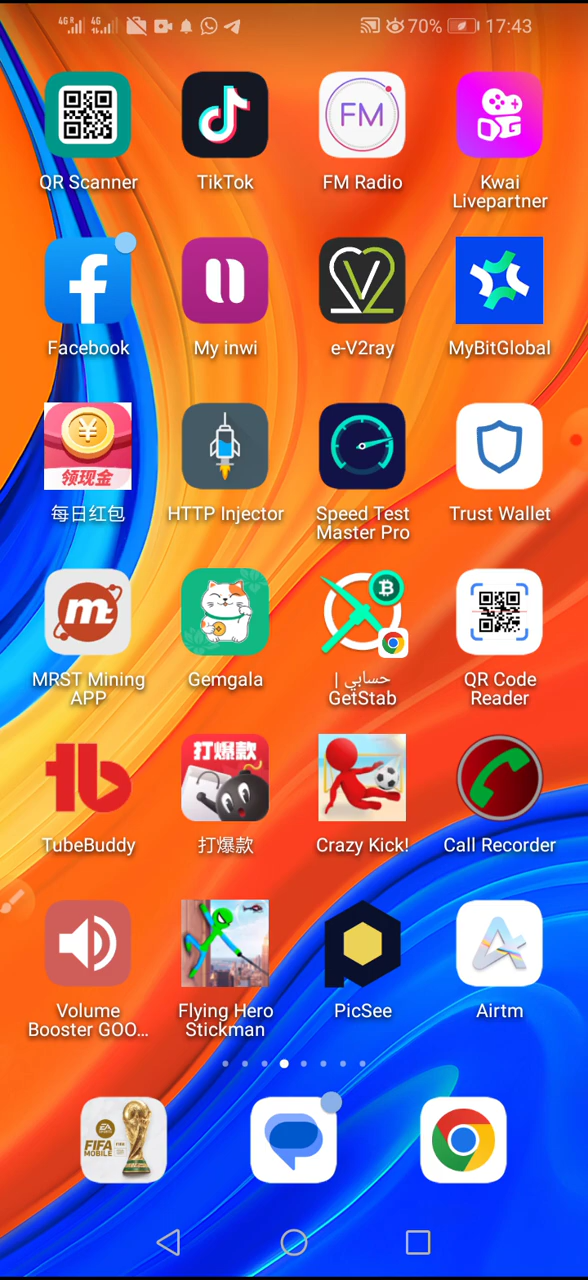 4G R 4G 70% 17:43
QR Scanner
TikTok
FM
FM Radio
Kwai
Livepartner
Facebook
My inwi
e-V2ray
MyBitGlobal
领现金
每日红包
HTTP Injector
Speed Test
Master Pro
Trust Wallet
MRST Mining
APP
Gemgala
حسابي |
GetStab
QR Code
Reader
tb
TubeBuddy
打爆款
打爆款
Crazy Kick!
Call Recorder
Volume
Booster GOO...
Flying Hero
Stickman
PicSee
Airtm
EA
FIFA
MOBILE